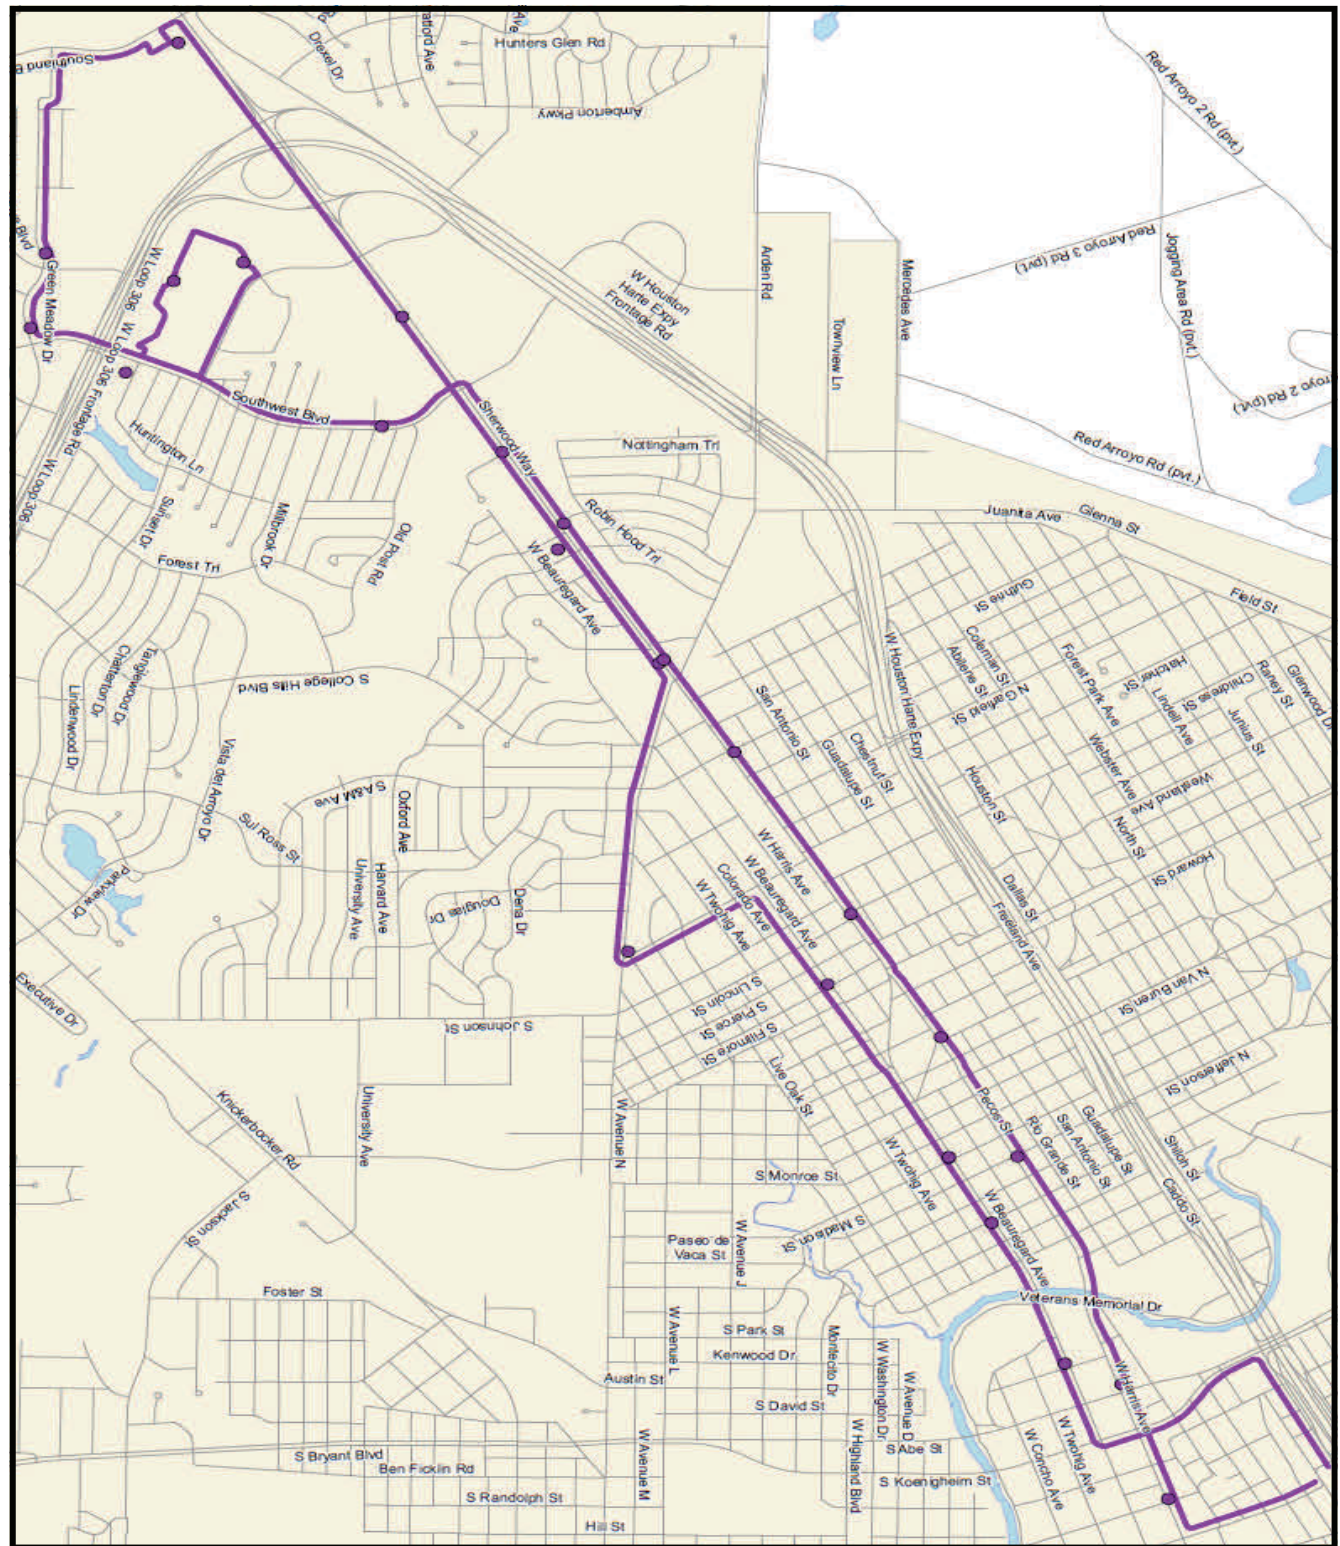 Drexel Dr
Hunters Glen Rd
Amberton Pkwy
Southland B
Red Arroyo 2 Rd (pvt.)
Red Arroyo 3 Rd (pvt.)
Jogging Area Rd (pvt.)
Blvd
Green Meadow Dr
W Loop 306
W Loop 306 Frontage Rd
W Loop 306
W Houston
Harte Expy
Frontage Rd
Arden Rd
Townview Ln
Mercedes Ave
royo 2 Rd (pvt.)
Red Arroyo Rd (pvt.)
Southwest Blvd
Huntington Ln
Sherwood Way
Nottingham Trl
Robin Hood Trl
Sunset Dr
Millbrook Dr
Old Post Rd
Forest Trl
W Beauregard Ave
Juanita Ave
Glenna St
Field St
Guthrie St
Coleman St
Abilene St
N Garfield St
Forest Park Ave
Hatcher St
Lindell Ave
Childress St
Raney St
Glenwood Dr
Junius St
Webster Ave
Westland Ave
W Houston Harte Expy
Tanglewood Dr
Chatterton Dr
Lindenwood Dr
S College Hills Blvd
Vista del Arroyo Dr
San Antonio St
Guadalupe St
Chestnut St
Houston St
North St
Howard St
S A&M Ave
Oxford Ave
Sul Ross St
University Ave
Harvard Ave
Douglas Dr
Dena Dr
Parkview Dr
W Harris Ave
W Beauregard Ave
Colorado Ave
W Twohig Ave
Dallas St
Freeland Ave
N Van Buren St
N Jefferson St
Executive Dr
S Johnson St
S Lincoln St
S Pierce St
S Filmore St
Live Oak St
Knickerbocker Rd
University Ave
W Avenue N
S Monroe St
W Twohig Ave
Pecos St
Rio Grande St
San Antonio St
Guadalupe St
Shiloh St
Caddo St
S Jackson St
Paseo de
Vaca St
W Avenue J
S Madison St
W Beauregard Ave
Veterans Memorial Dr
Foster St
W Avenue L
S Park St
Kenwood Dr
Montecito Dr
W Washington Dr
W Avenue D
Austin St
S David St
W Harris Ave
W Twohig Ave
W Concho Ave
S Bryant Blvd
Ben Ficklin Rd
S Randolph St
Hill St
W Avenue M
W Highland Blvd
S Abe St
S Koenigheim St